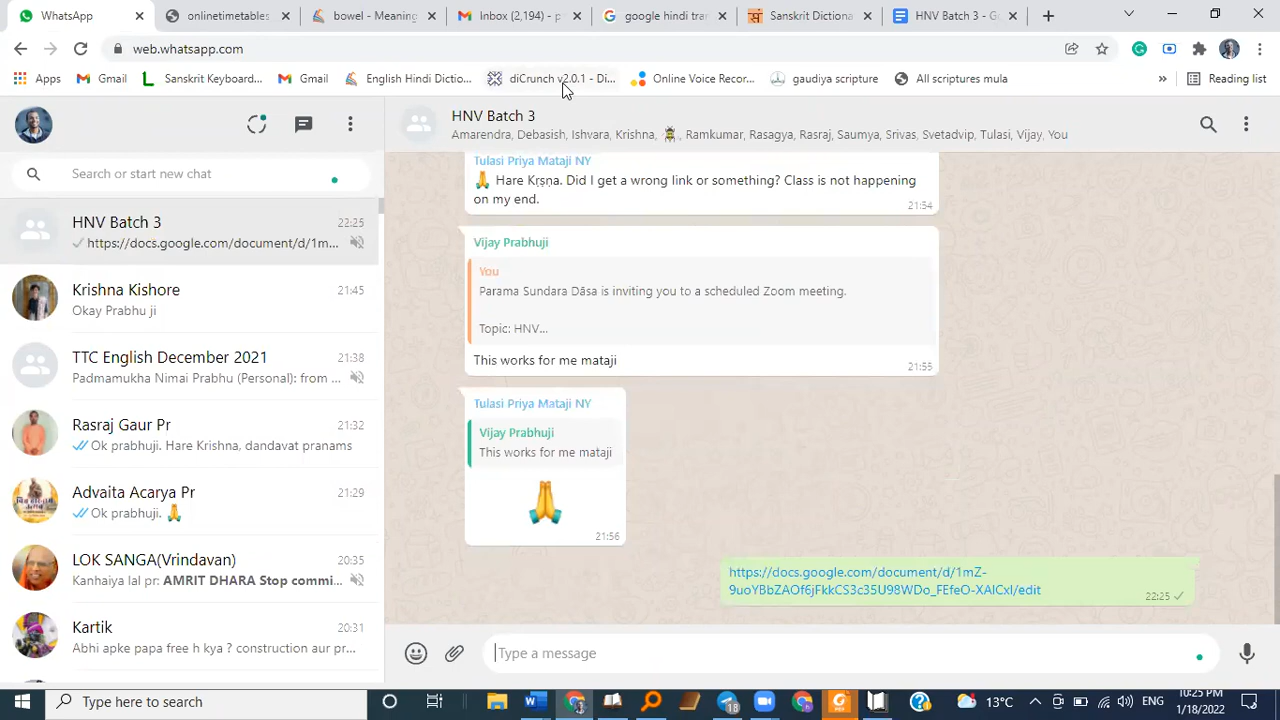 WhatsApp
onlinetimetables
bowel - Meaning
Inbox (2,194) - p
google hindi tran
Sanskrit Dictiona
HNV Batch 3 - Go
web.whatsapp.com
Apps
Gmail
Sanskrit Keyboard...
Gmail
English Hindi Dictio...
diCrunch v2.0.1 - Di...
Online Voice Recor...
gaudiya scripture
All scriptures mula
»
Reading list
HNV Batch 3
Amarendra, Debasish, Ishvara, Krishna, Ramkumar, Rasagya, Rasraj, Saumya, Srivas, Svetadvip, Tulasi, Vijay, You
Search or start new chat
HNV Batch 3
22:25
https://docs.google.com/document/d/1m...
Krishna Kishore
21:45
Okay Prabhu ji
TTC English December 2021
21:38
Padmamukha Nimai Prabhu (Personal): from ...
Rasraj Gaur Pr
21:32
Ok prabhuji. Hare Krishna, dandavat pranams
Advaita Acarya Pr
21:29
Ok prabhuji. 🙏
LOK SANGA(Vrindavan)
20:35
Kanhaiya lal pr: AMRIT DHARA Stop commi...
Kartik
20:31
Abhi apke papa free h kya ? construction aur pr...
Tulasi Priya Mataji NY
🙏 Hare Kṛṣṇa. Did I get a wrong link or something? Class is not happening
on my end.
21:54
Vijay Prabhuji
You
Parama Sundara Dāsa is inviting you to a scheduled Zoom meeting.
Topic: HNV...
This works for me mataji
21:55
Tulasi Priya Mataji NY
Vijay Prabhuji
This works for me mataji
🙏
21:56
https://docs.google.com/document/d/1mZ-
9uoYBbZAOf6jFkkCS3c35U98WDo_FEfeO-XAlCxI/edit
22:25
Type a message
Type here to search
18
13°C
ENG
10:25 PM
1/18/2022